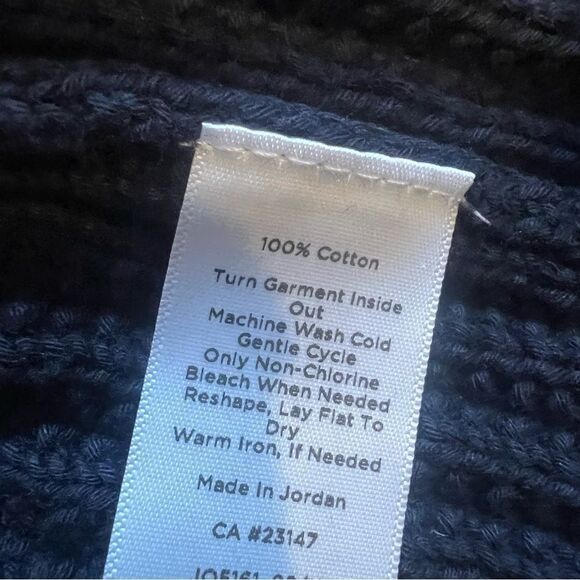 100% Cotton
Turn Garment Inside
Out
Machine Wash Cold
Gentle Cycle
Only Non-Chlorine
Bleach When Needed
Reshape, Lay Flat To
Dry
Warm Iron, If Needed
Made In Jordan
CA #23147